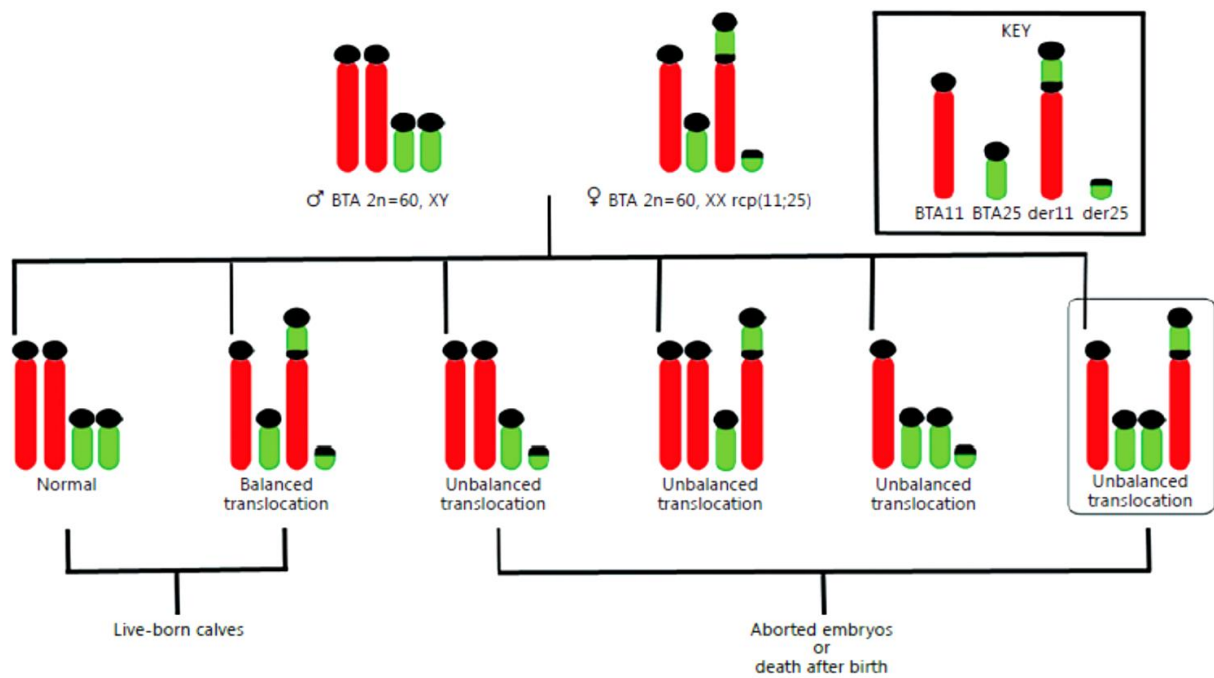 KEY
BTA11 BTA25 der11 der25
♂ BTA 2n=60, XY
♀ BTA 2n=60, XX rcp(11;25)
Normal
Balanced
translocation
Unbalanced
translocation
Unbalanced
translocation
Unbalanced
translocation
Unbalanced
translocation
Live-born calves
Aborted embryos
or
death after birth